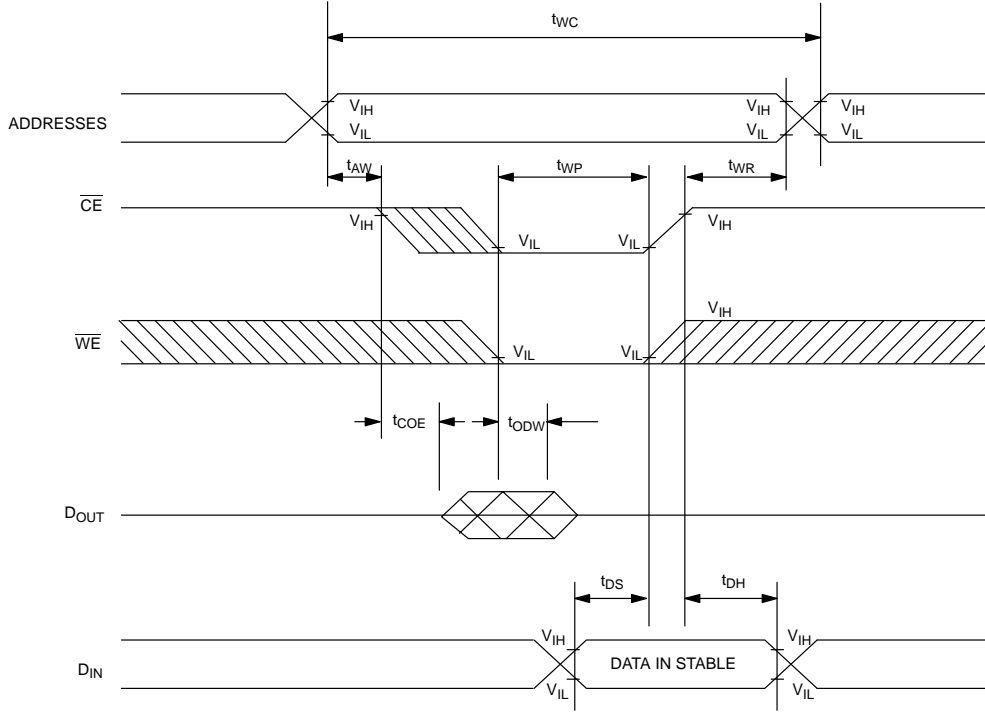 tWC
VIH VIH VIH
ADDRESSES
VIL VIL VIL
tAW tWP tWR
CE
VIH VIH
VIL VIL
VIH
WE
VIL VIL
tCOE tODW
DOUT
tDS tDH
VIH VIH
DATA IN STABLE
DIN
VIL VIL